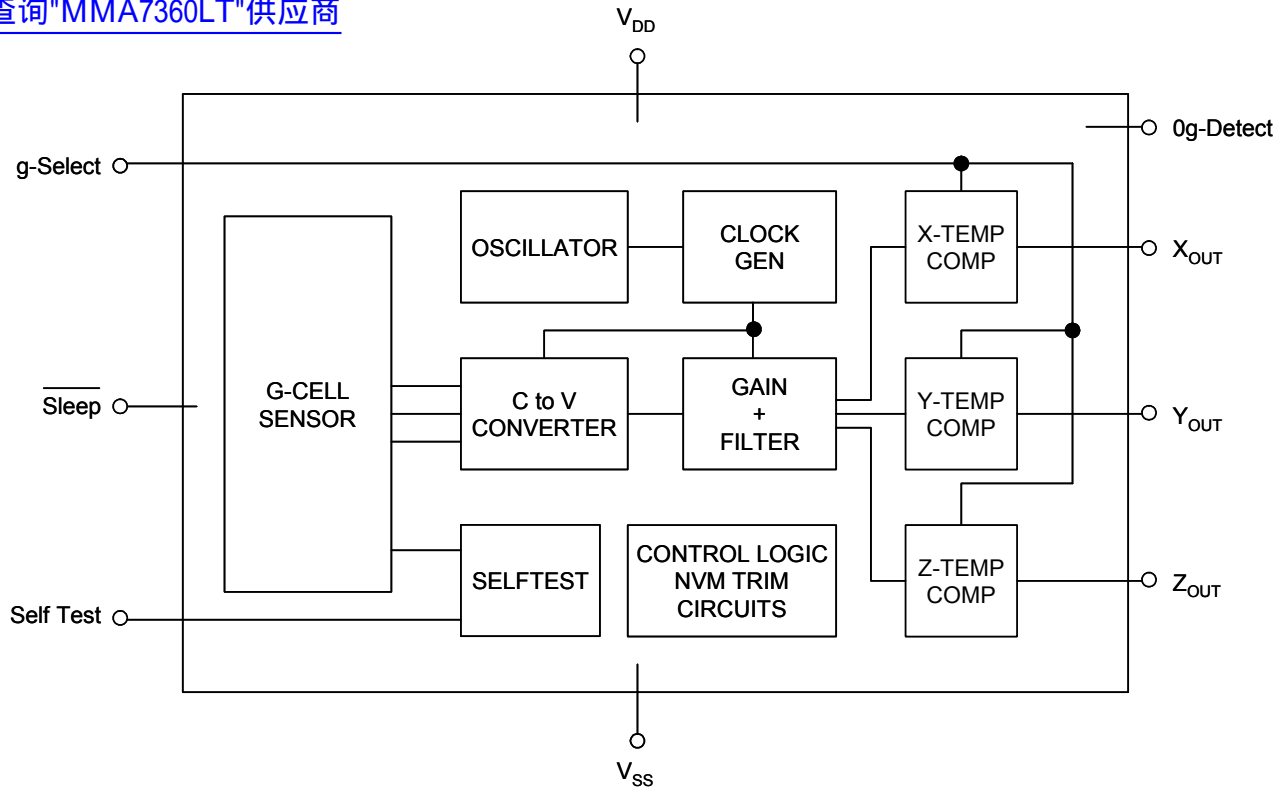 查询"MMA7360LT"供应商
VDD
0g-Detect
g-Select
OSCILLATOR
CLOCK
GEN
X-TEMP
COMP
XOUT
G-CELL
SENSOR
Sleep
C to V
CONVERTER
GAIN
+
FILTER
Y-TEMP
COMP
YOUT
SELFTEST
CONTROL LOGIC
NVM TRIM
CIRCUITS
Z-TEMP
COMP
ZOUT
Self Test
VSS